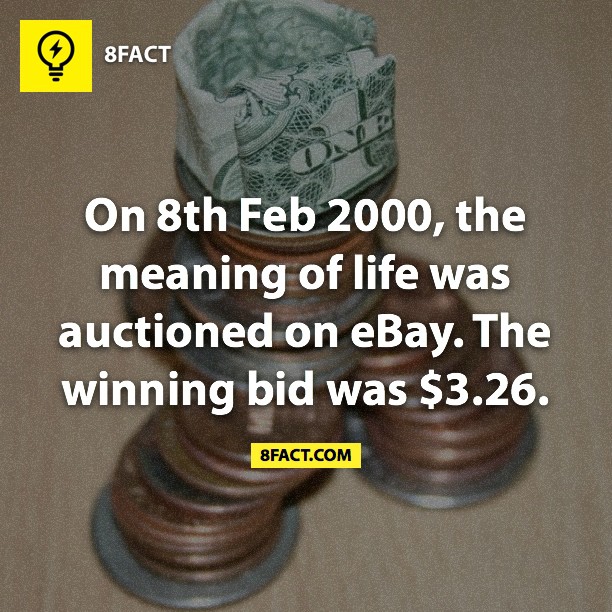 8FACT
ONE
On 8th Feb 2000, the
meaning of life was
auctioned on eBay. The
winning bid was $3.26.
8FACT.COM